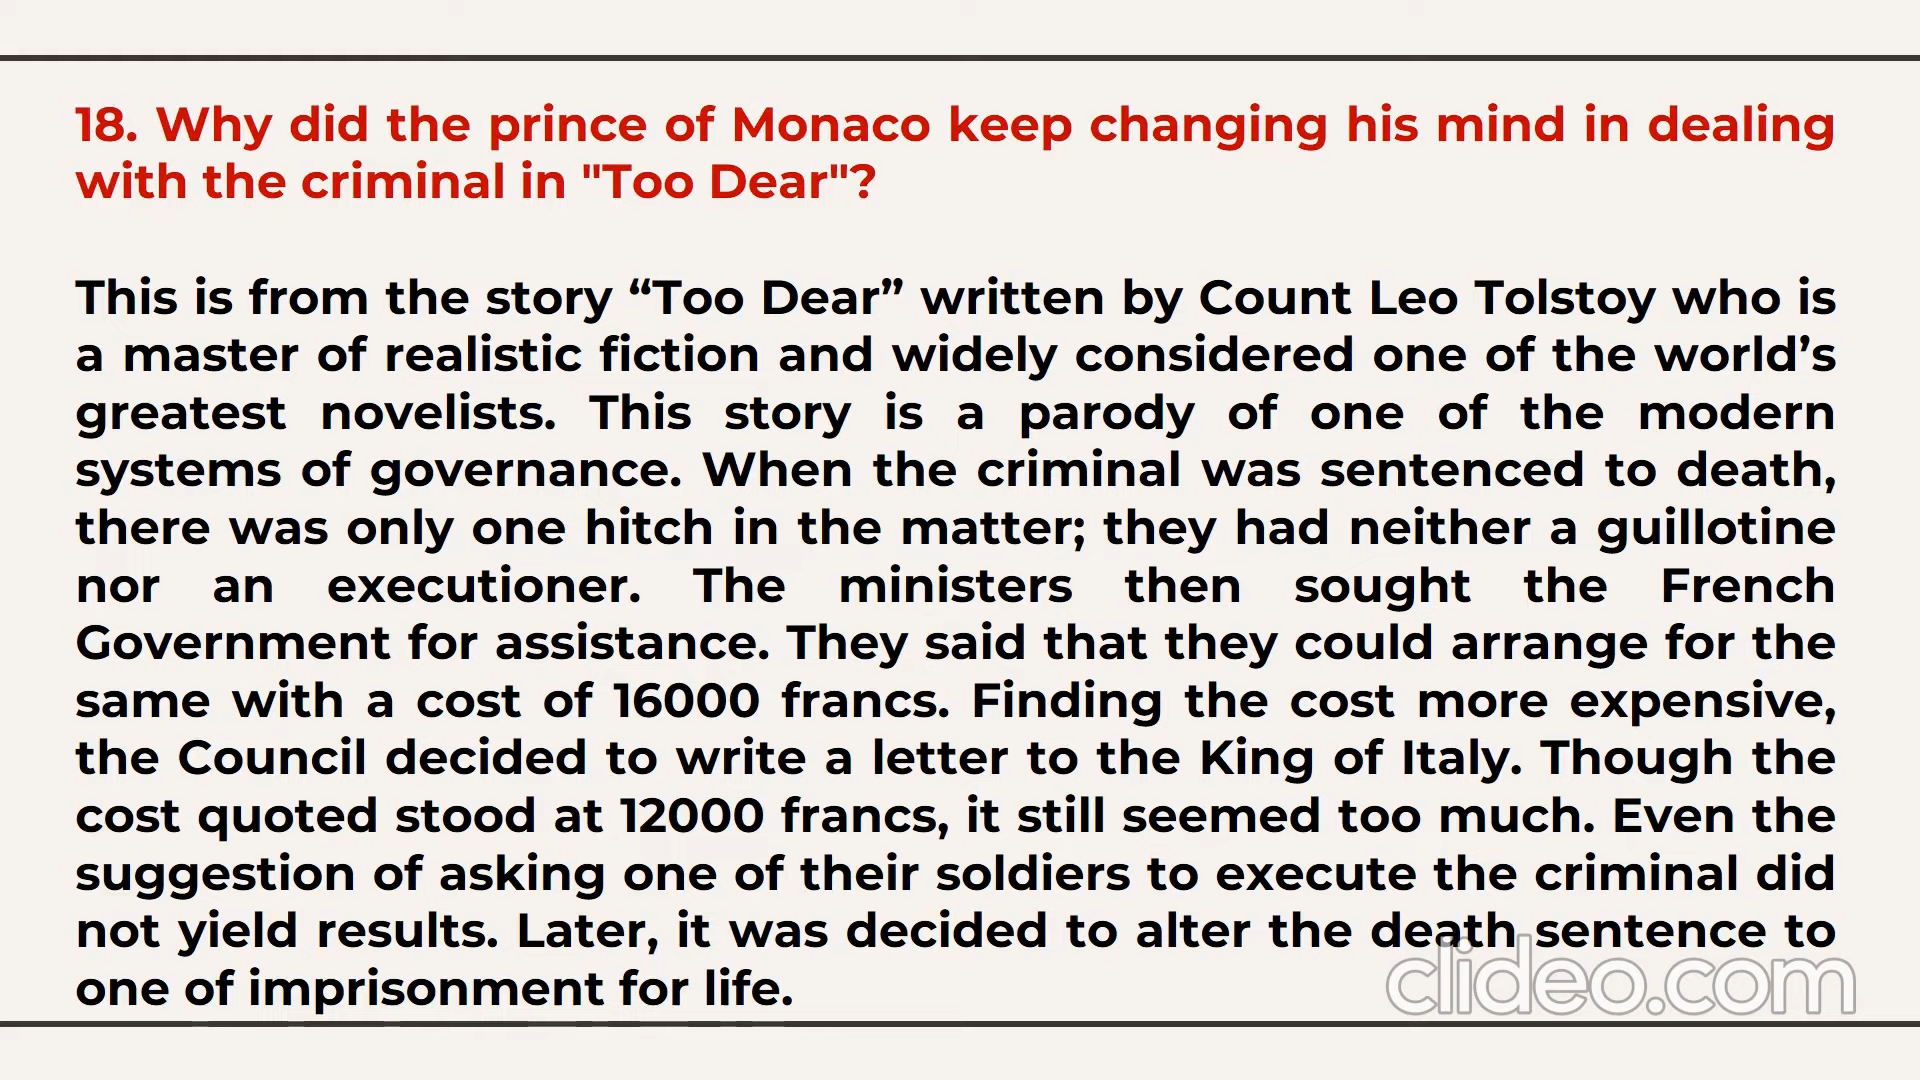 18. Why did the prince of Monaco keep changing his mind in dealing
with the criminal in "Too Dear"?
This is from the story “Too Dear” written by Count Leo Tolstoy who is
a master of realistic fiction and widely considered one of the world’s
greatest novelists. This story is a parody of one of the modern
systems of governance. When the criminal was sentenced to death,
there was only one hitch in the matter; they had neither a guillotine
nor an executioner. The ministers then sought the French
Government for assistance. They said that they could arrange for the
same with a cost of 16000 francs. Finding the cost more expensive,
the Council decided to write a letter to the King of Italy. Though the
cost quoted stood at 12000 francs, it still seemed too much. Even the
suggestion of asking one of their soldiers to execute the criminal did
not yield results. Later, it was decided to alter the death sentence to
one of imprisonment for life.
clideo.com